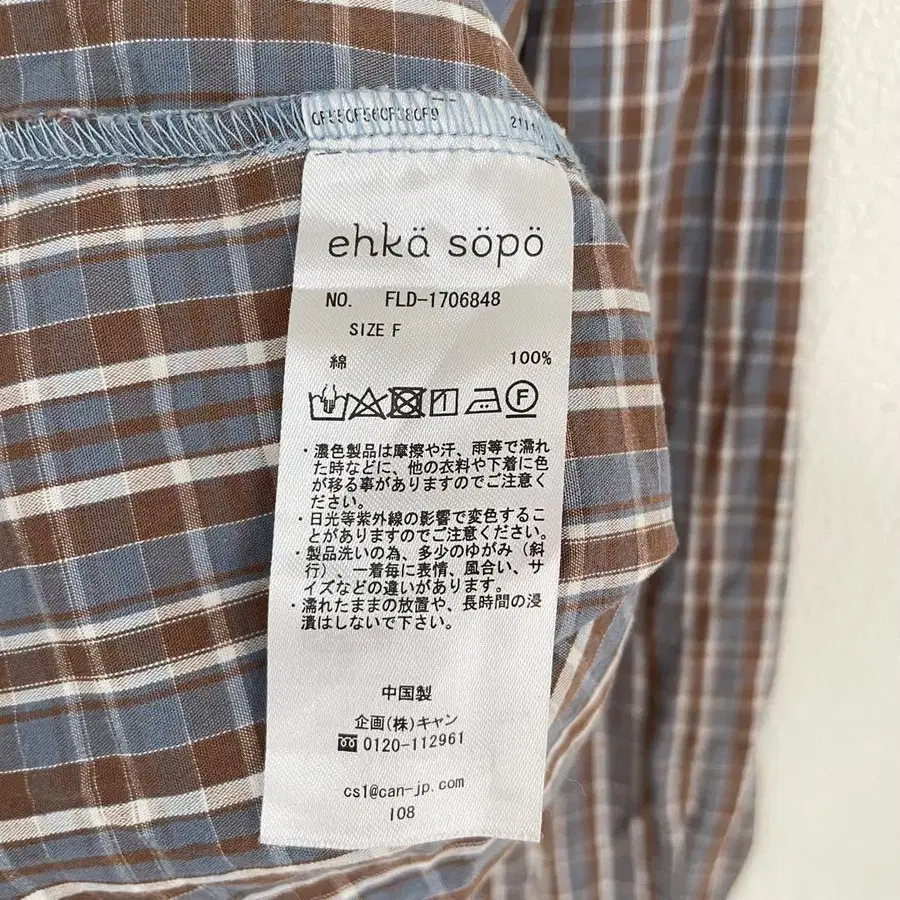 0F550F560F380F9
ehkä söpö
NO. FLD-1706848
SIZE F
綿 100%
F
・濃色製品は摩擦や汗、雨等で濡れ
た時などに、他の衣料や下着に色
が移る事がありますのでご注意く
ださい。
・日光等紫外線の影響で変色するこ
とがありますのでご注意ください。
・製品洗いの為、多少のゆがみ（斜
行）、一着毎に表情、風合い、サ
イズなどの違いがあります。
・濡れたままの放置や、長時間の浸
漬はしないで下さい。
中国製
企画(株)キャン
0120-112961
cs1@can-jp.com
I08